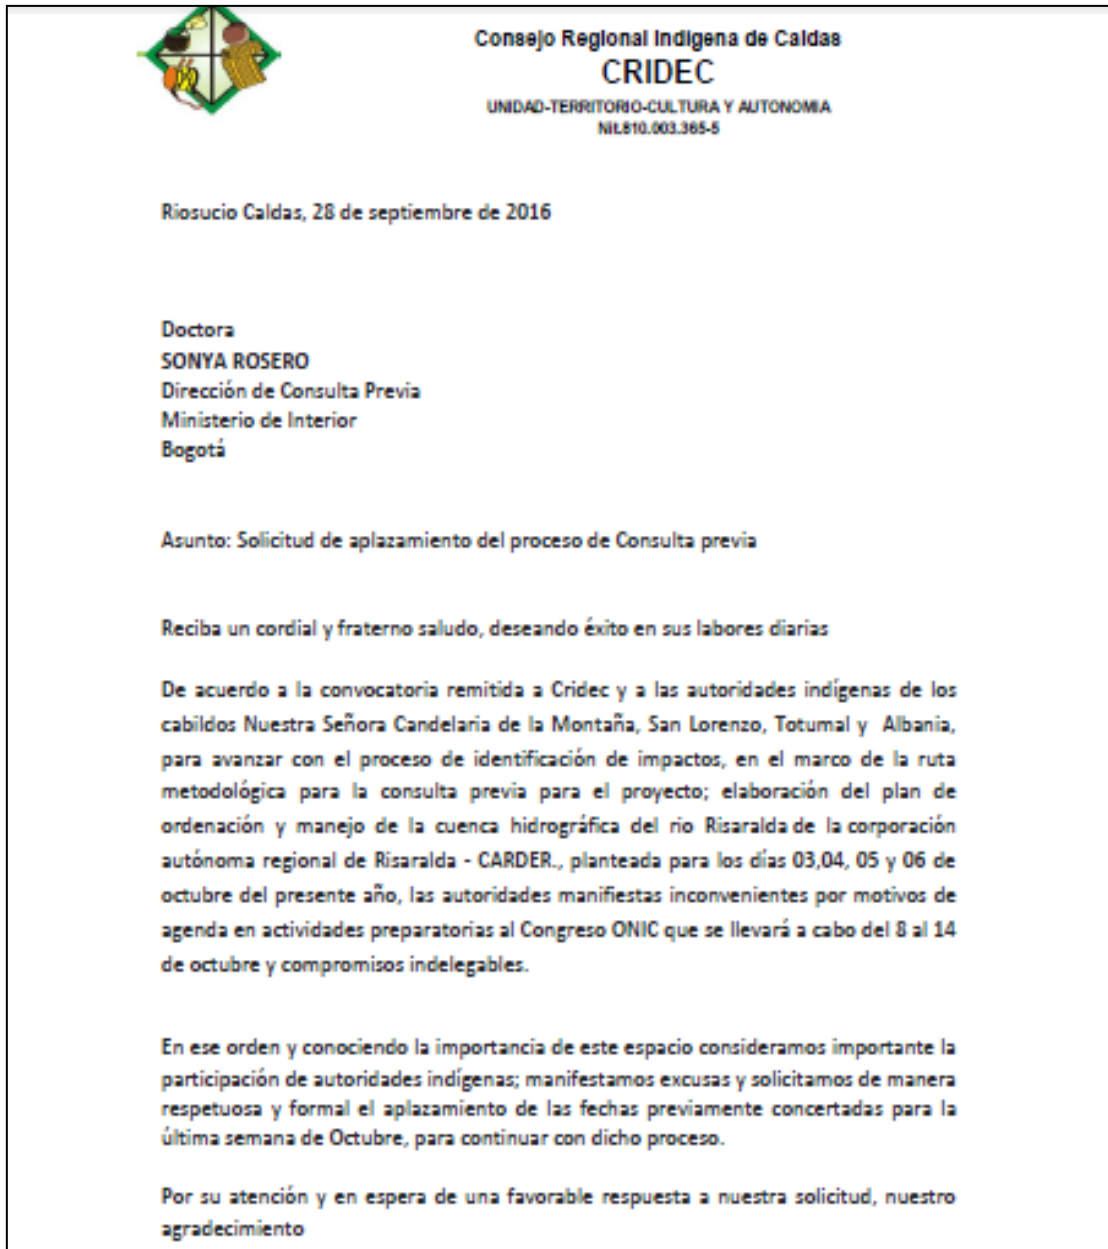 Consejo Regional Indigena de Caldas
CRIDEC
UNIDAD-TERRITORIO-CULTURA Y AUTONOMIA
Nit.810.003.365-5
Riosucio Caldas, 28 de septiembre de 2016
Doctora
SONYA ROSERO
Dirección de Consulta Previa
Ministerio de Interior
Bogotá
Asunto: Solicitud de aplazamiento del proceso de Consulta previa
Reciba un cordial y fraterno saludo, deseando éxito en sus labores diarias
De acuerdo a la convocatoria remitida a Cridec y a las autoridades indígenas de los
cabildos Nuestra Señora Candelaria de la Montaña, San Lorenzo, Totumal y Albania,
para avanzar con el proceso de identificación de impactos, en el marco de la ruta
metodológica para la consulta previa para el proyecto; elaboración del plan de
ordenación y manejo de la cuenca hidrográfica del rio Risaralda de la corporación
autónoma regional de Risaralda - CARDER., planteada para los días 03,04, 05 y 06 de
octubre del presente año, las autoridades manifiestas inconvenientes por motivos de
agenda en actividades preparatorias al Congreso ONIC que se llevará a cabo del 8 al 14
de octubre y compromisos indelegables.
En ese orden y conociendo la importancia de este espacio consideramos importante la
participación de autoridades indígenas; manifestamos excusas y solicitamos de manera
respetuosa y formal el aplazamiento de las fechas previamente concertadas para la
última semana de Octubre, para continuar con dicho proceso.
Por su atención y en espera de una favorable respuesta a nuestra solicitud, nuestro
agradecimiento